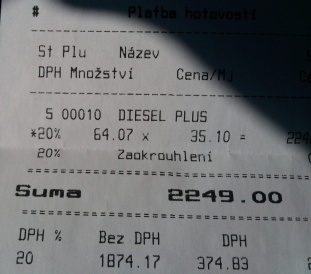 # Platba hotovostí
St Plu Název
DPH Množství Cena/MJ
5 00010 DIESEL PLUS
*20% 64.07 x 35.10 =
20% Zaokrouhlení
Suma 2249.00
DPH % Bez DPH DPH
20 1874.17 374.83